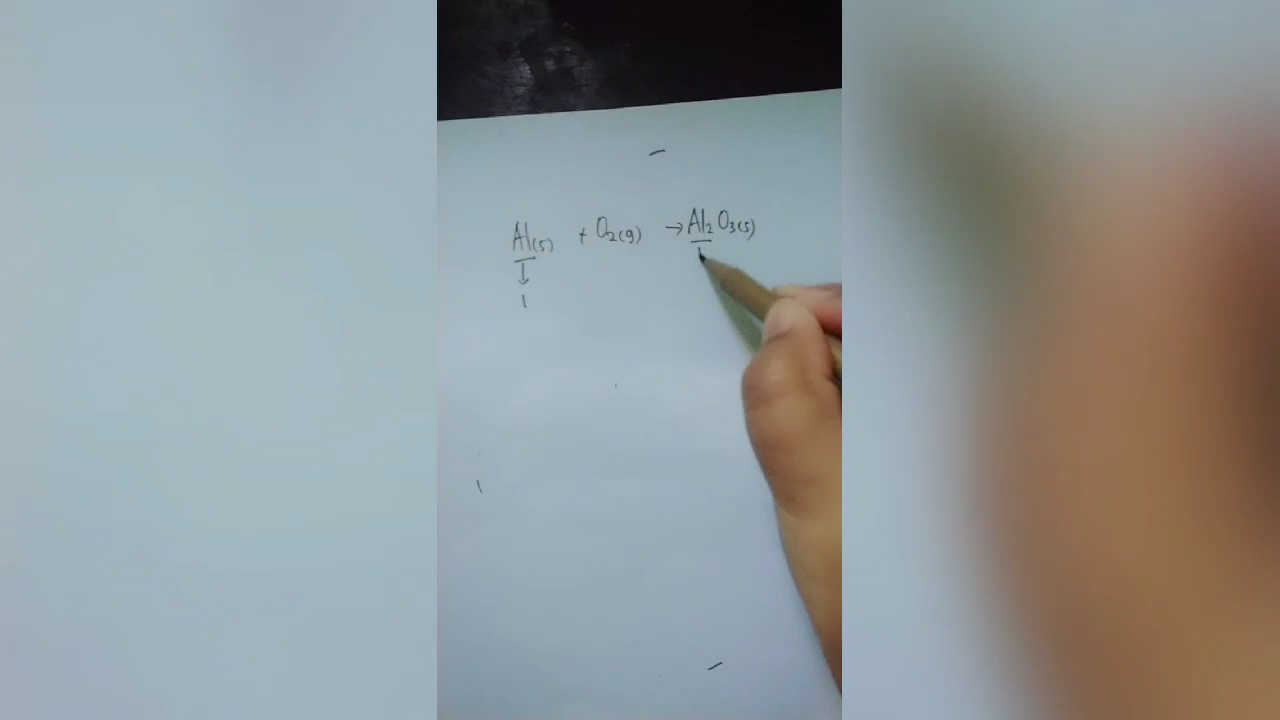 Al(s) + O2(g) → Al2O3(s)
↓
1